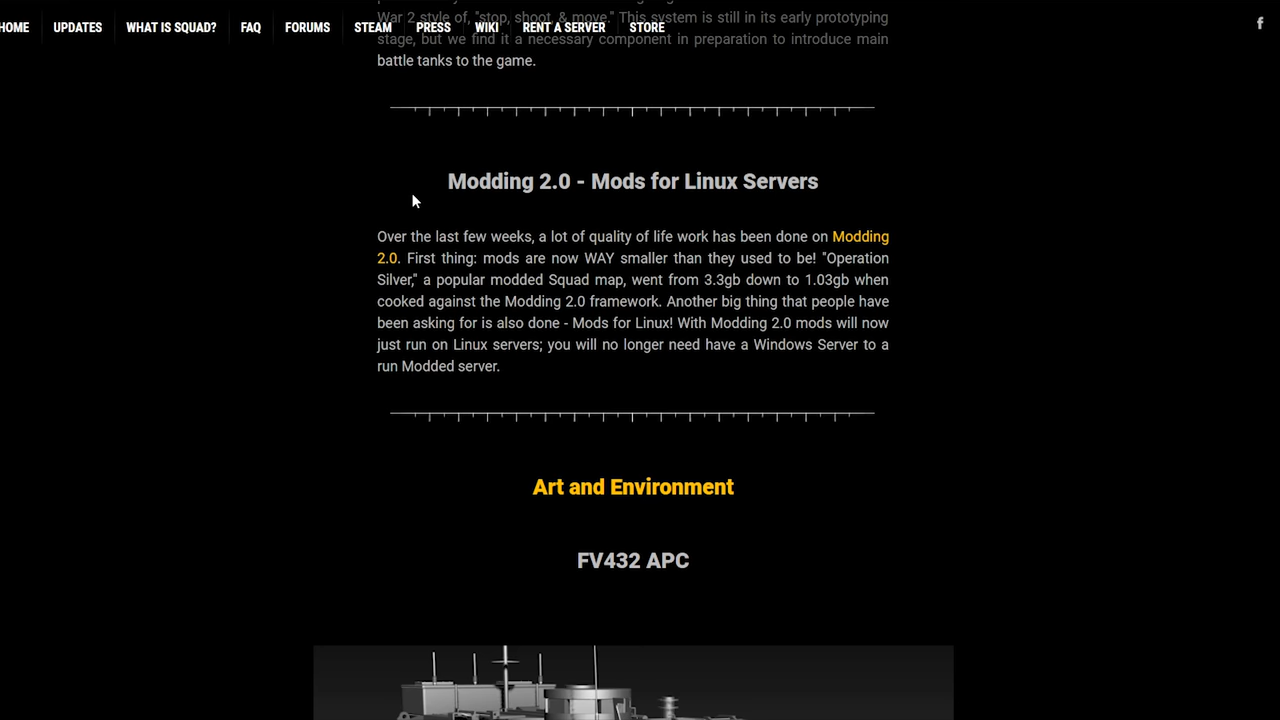 HOME UPDATES WHAT IS SQUAD? FAQ FORUMS STEAM PRESS WIKI RENT A SERVER STORE f
War 2 style of, "stop, shoot, & move." This system is still in its early prototyping
stage, but we find it a necessary component in preparation to introduce main
battle tanks to the game.
Modding 2.0 - Mods for Linux Servers
Over the last few weeks, a lot of quality of life work has been done on Modding
2.0. First thing: mods are now WAY smaller than they used to be! "Operation
Silver," a popular modded Squad map, went from 3.3gb down to 1.03gb when
cooked against the Modding 2.0 framework. Another big thing that people have
been asking for is also done - Mods for Linux! With Modding 2.0 mods will now
just run on Linux servers; you will no longer need have a Windows Server to a
run Modded server.
Art and Environment
FV432 APC